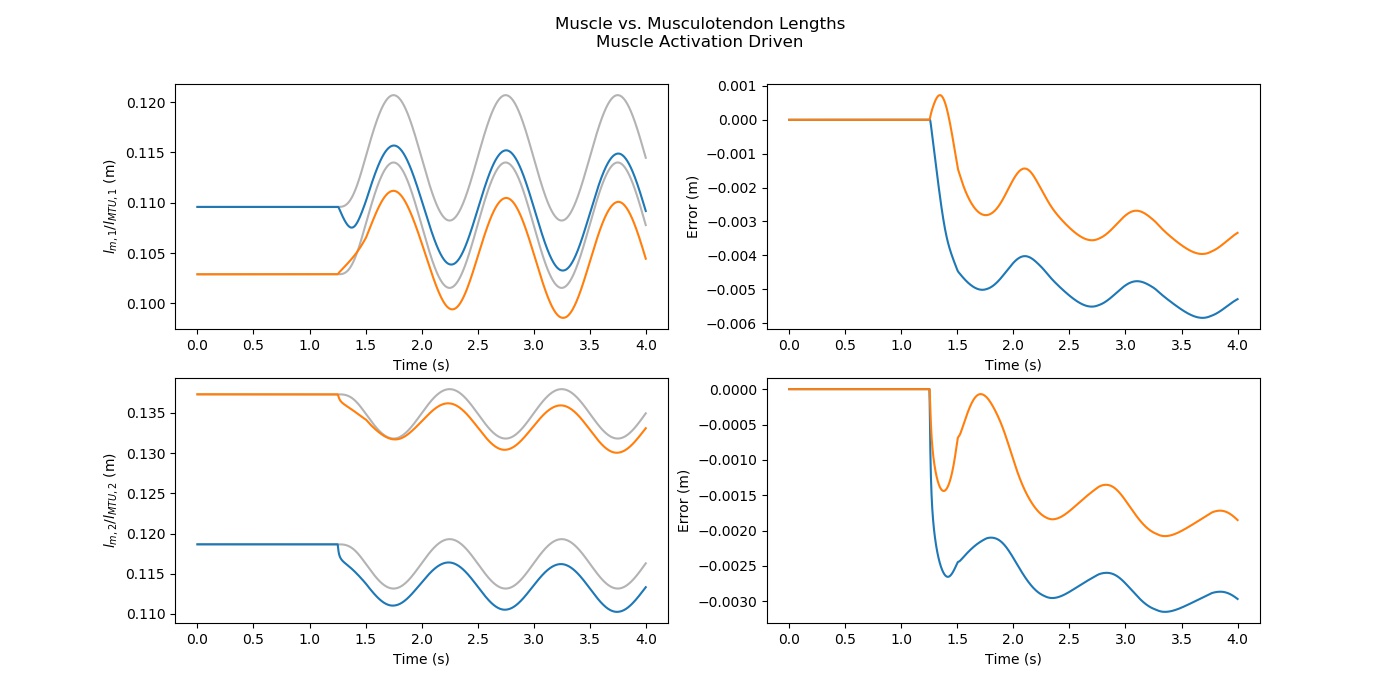 Muscle vs. Musculotendon Lengths
Muscle Activation Driven
0.120
0.115
0.110
0.105
0.100
l_{m,1}/l_{MTU,1} (m)
0.0 0.5 1.0 1.5 2.0 2.5 3.0 3.5 4.0
Time (s)
0.001
0.000
−0.001
−0.002
−0.003
−0.004
−0.005
−0.006
Error (m)
0.0 0.5 1.0 1.5 2.0 2.5 3.0 3.5 4.0
Time (s)
0.135
0.130
0.125
0.120
0.115
0.110
l_{m,2}/l_{MTU,2} (m)
0.0 0.5 1.0 1.5 2.0 2.5 3.0 3.5 4.0
Time (s)
0.0000
−0.0005
−0.0010
−0.0015
−0.0020
−0.0025
−0.0030
Error (m)
0.0 0.5 1.0 1.5 2.0 2.5 3.0 3.5 4.0
Time (s)